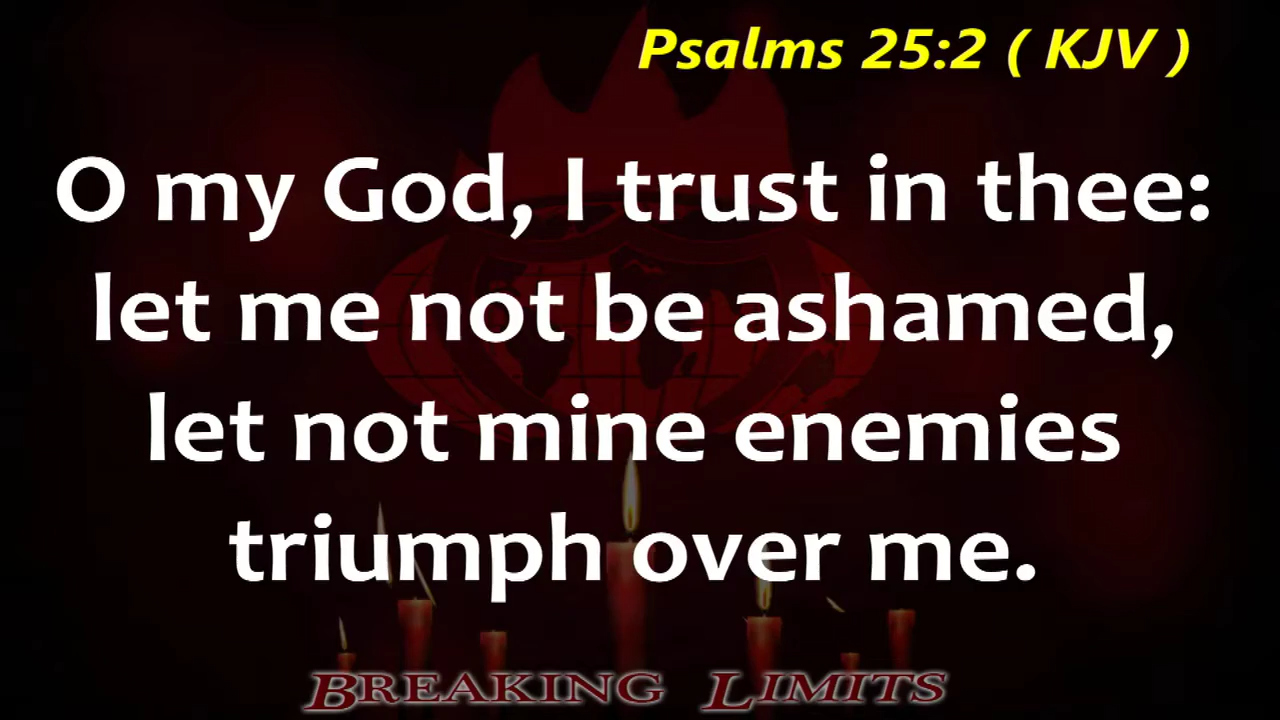 Psalms 25:2 ( KJV )
O my God, I trust in thee:
let me not be ashamed,
let not mine enemies
triumph over me.
BREAKING LIMITS